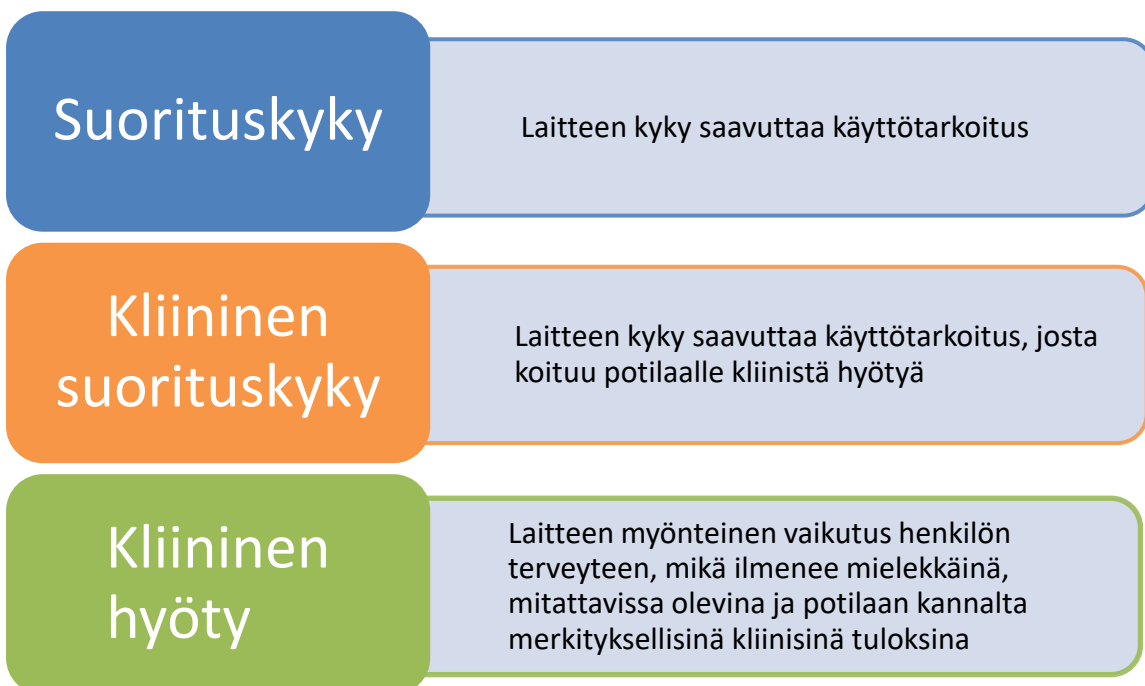 Suorituskyky
Laitteen kyky saavuttaa käyttötarkoitus
Kliininen
suorituskyky
Laitteen kyky saavuttaa käyttötarkoitus, josta
koituu potilaalle kliinistä hyötyä
Kliininen
hyöty
Laitteen myönteinen vaikutus henkilön
terveyteen, mikä ilmenee mielekkäinä,
mitattavissa olevina ja potilaan kannalta
merkityksellisinä kliinisinä tuloksina